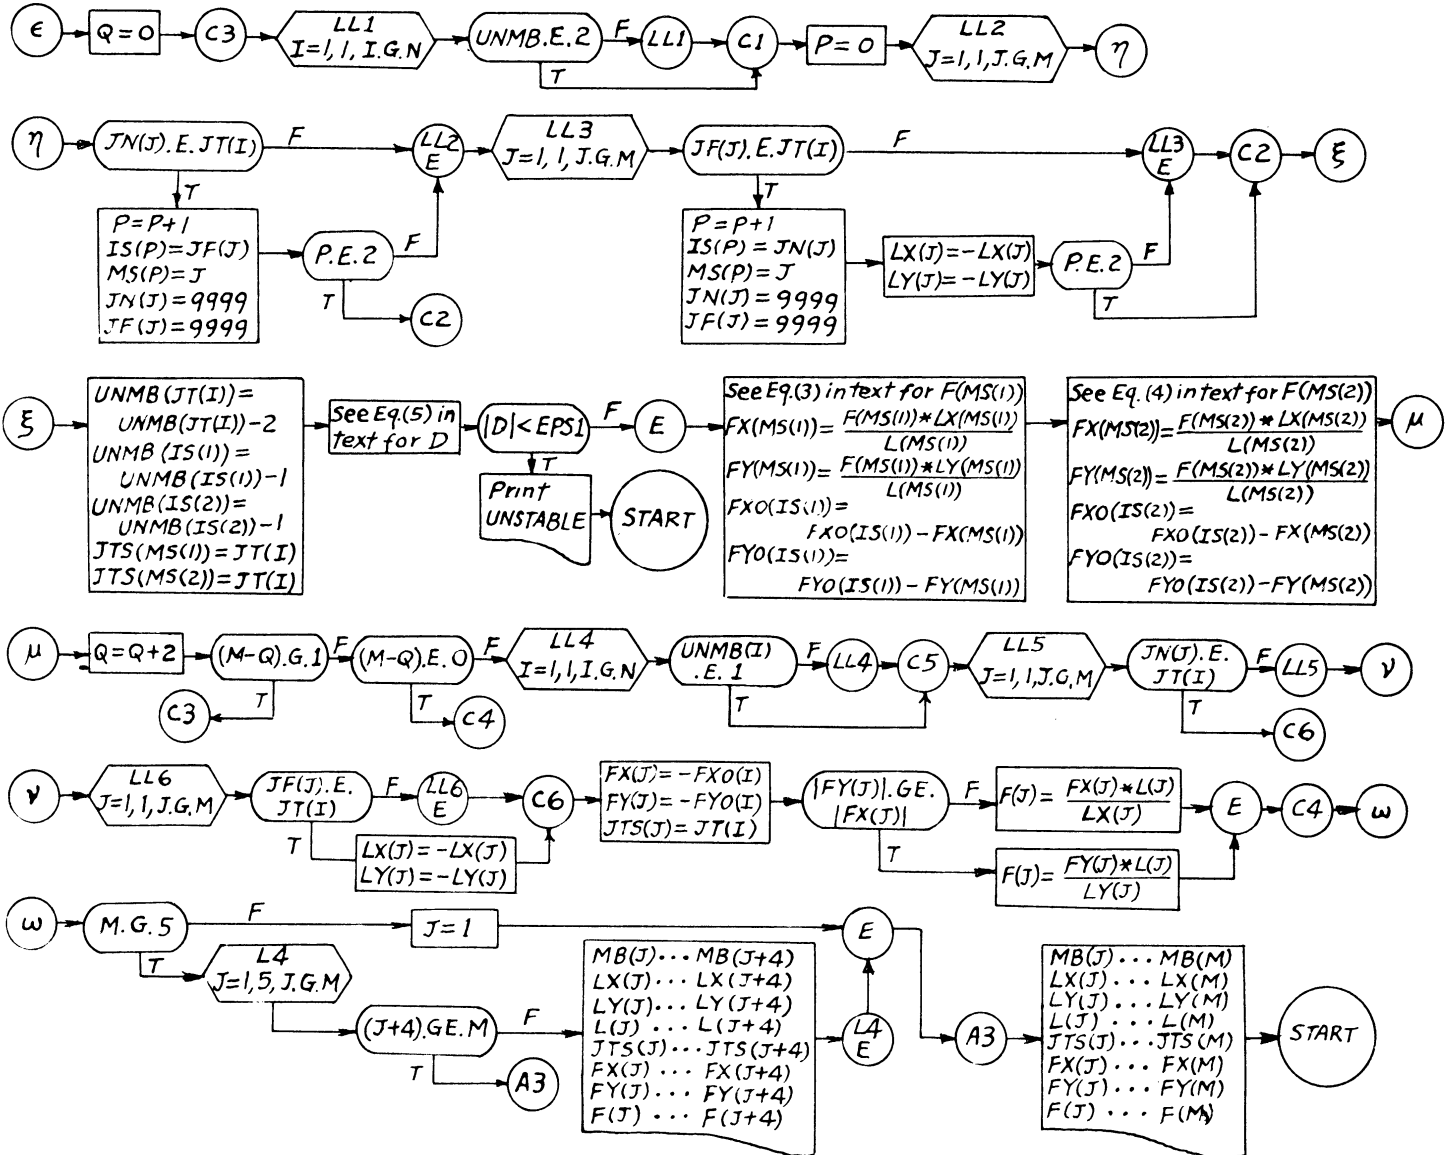 ϵ
Q=0
C3
LL1
I=1,1,I.G.N
UNMB.E.2
F
T
LL1
C1
P=0
LL2
J=1,1,J.G.M
η
η
JN(J).E.JT(I)
F
T
P=P+1
IS(P)=JF(J)
MS(P)=J
JN(J)=9999
JF(J)=9999
P.E.2
F
T
C2
LL2
E
LL3
J=1,1,J.G.M
JF(J).E.JT(I)
F
T
P=P+1
IS(P)=JN(J)
MS(P)=J
JN(J)=9999
JF(J)=9999
LX(J)=-LX(J)
LY(J)=-LY(J)
P.E.2
F
T
LL3
E
C2
ξ
ξ
UNMB(JT(I))=
UNMB(JT(I))-2
UNMB(IS(1))=
UNMB(IS(1))-1
UNMB(IS(2))=
UNMB(IS(2))-1
JTS(MS(1))=JT(I)
JTS(MS(2))=JT(I)
See Eq.(5) in
text for D
|D|<EPS1
F
T
Print
UNSTABLE
START
E
See Eq.(3) in text for F(MS(1))
FX(MS(1))= F(MS(1))*LX(MS(1))
L(MS(1))
FY(MS(1))= F(MS(1))*LY(MS(1))
L(MS(1))
FXO(IS(1))=
FXO(IS(1))-FX(MS(1))
FYO(IS(1))=
FYO(IS(1))-FY(MS(1))
See Eq.(4) in text for F(MS(2))
FX(MS(2))= F(MS(2))*LX(MS(2))
L(MS(2))
FY(MS(2))= F(MS(2))*LY(MS(2))
L(MS(2))
FXO(IS(2))=
FXO(IS(2))-FX(MS(2))
FYO(IS(2))=
FYO(IS(2))-FY(MS(2))
μ
μ
Q=Q+2
(M-Q).G.1
F
T
C3
(M-Q).E.0
F
T
C4
LL4
I=1,1,I.G.N
UNMB(I)
.E.1
F
T
LL4
C5
LL5
J=1,1,J.G.M
JN(J).E.
JT(I)
F
T
C6
LL5
ν
ν
LL6
J=1,1,J.G.M
JF(J).E.
JT(I)
F
T
LL6
E
LX(J)=-LX(J)
LY(J)=-LY(J)
C6
FX(J)=-FXO(I)
FY(J)=-FYO(I)
JTS(J)=JT(I)
|FY(J)|.GE.
|FX(J)|
F
T
F(J)= FX(J)*L(J)
LX(J)
F(J)= FY(J)*L(J)
LY(J)
E
C4
ω
ω
M.G.5
F
T
J=1
L4
J=1,5,J.G.M
(J+4).GE.M
F
T
A3
MB(J)···MB(J+4)
LX(J)···LX(J+4)
LY(J)···LY(J+4)
L(J)···L(J+4)
JTS(J)···JTS(J+4)
FX(J)···FX(J+4)
FY(J)···FY(J+4)
F(J)···F(J+4)
E
L4
E
A3
MB(J)···MB(M)
LX(J)···LX(M)
LY(J)···LY(M)
L(J)···L(M)
JTS(J)···JTS(M)
FX(J)···FX(M)
FY(J)···FY(M)
F(J)···F(M)
START